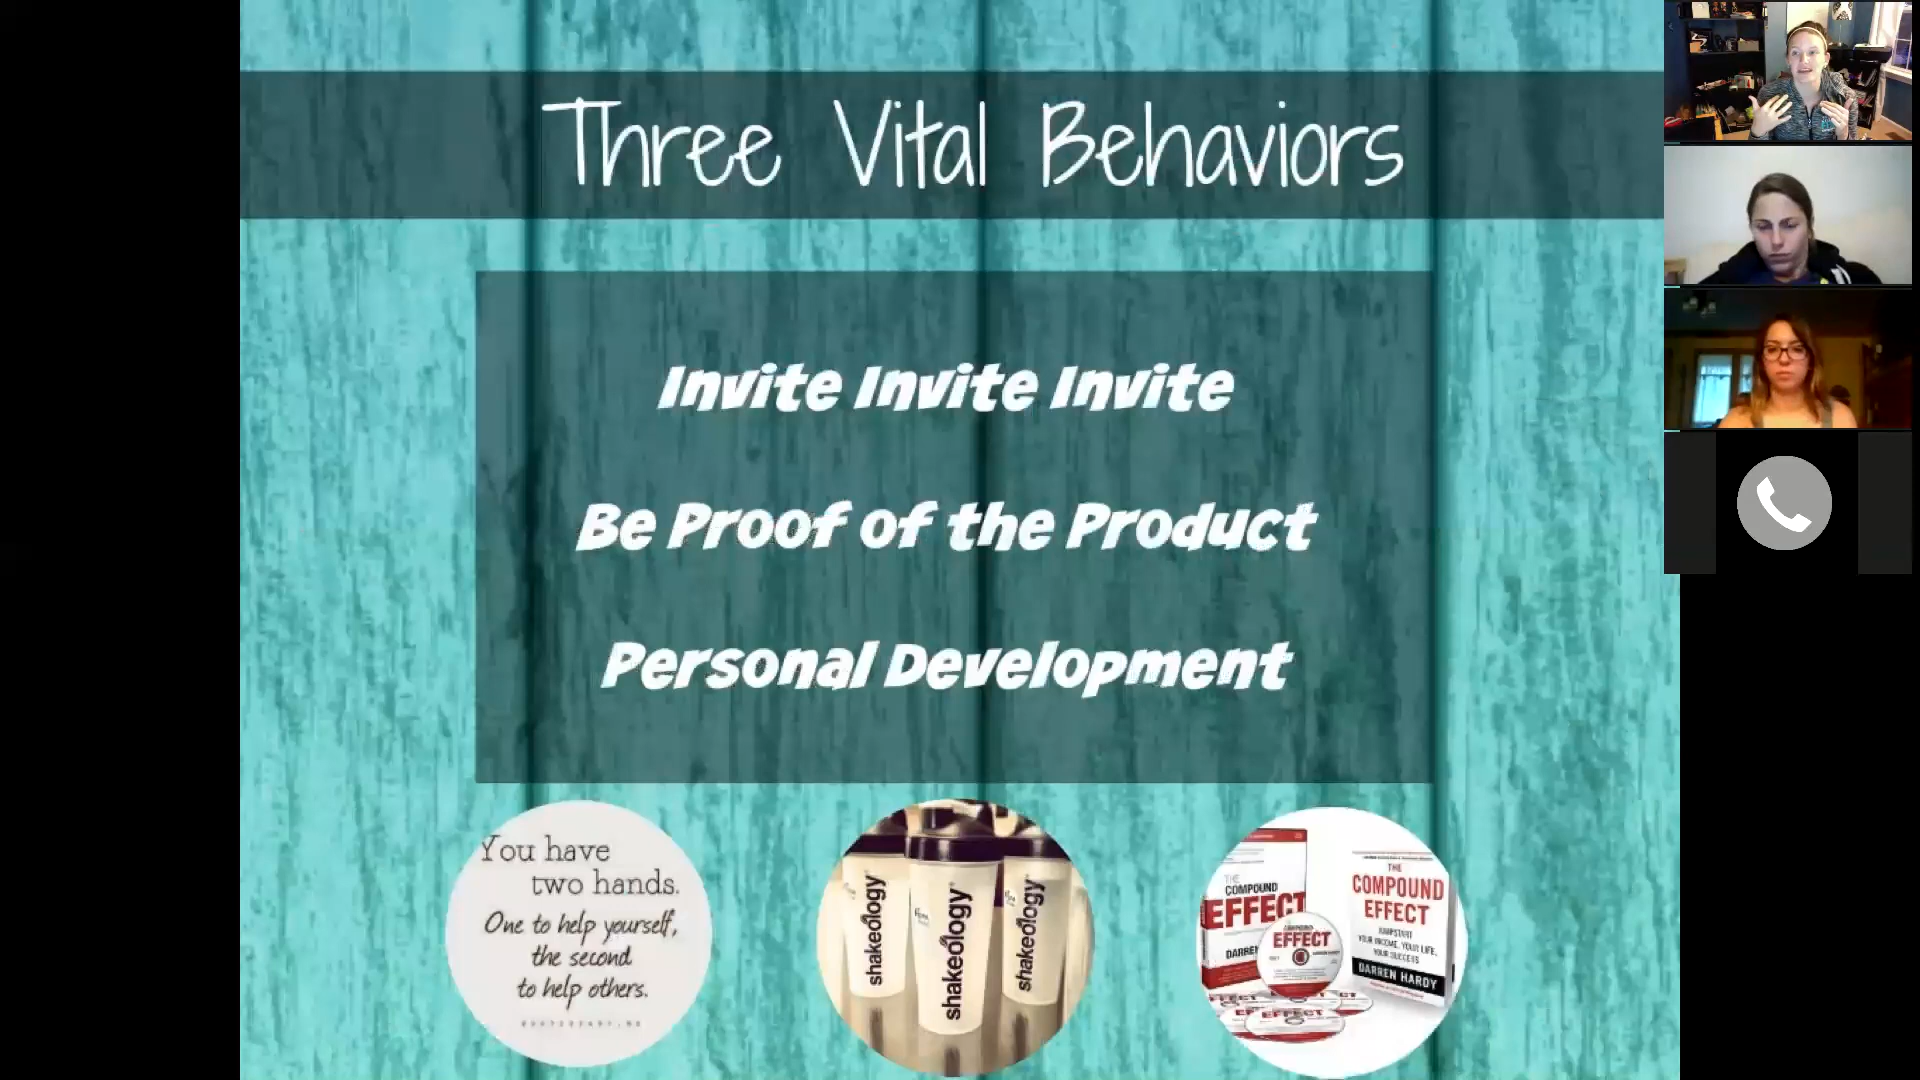 Three Vital Behaviors
Invite Invite Invite
Be Proof of the Product
Personal Development
You have
two hands.
One to help yourself,
the second
to help others.
shakeology
shakeology
shakeology
THE
COMPOUND
EFFECT
DARREN
EFFECT
THE
COMPOUND
EFFECT
JUMPSTART
YOUR INCOME, YOUR LIFE,
YOUR SUCCESS
DARREN HARDY
EFFECT
EFFECT